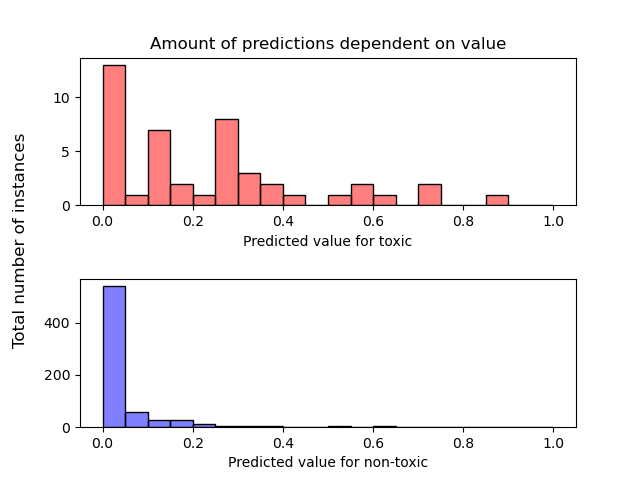 Amount of predictions dependent on value
Total number of instances
10
5
0
0.0 0.2 0.4 0.6 0.8 1.0
Predicted value for toxic
400
200
0
0.0 0.2 0.4 0.6 0.8 1.0
Predicted value for non-toxic